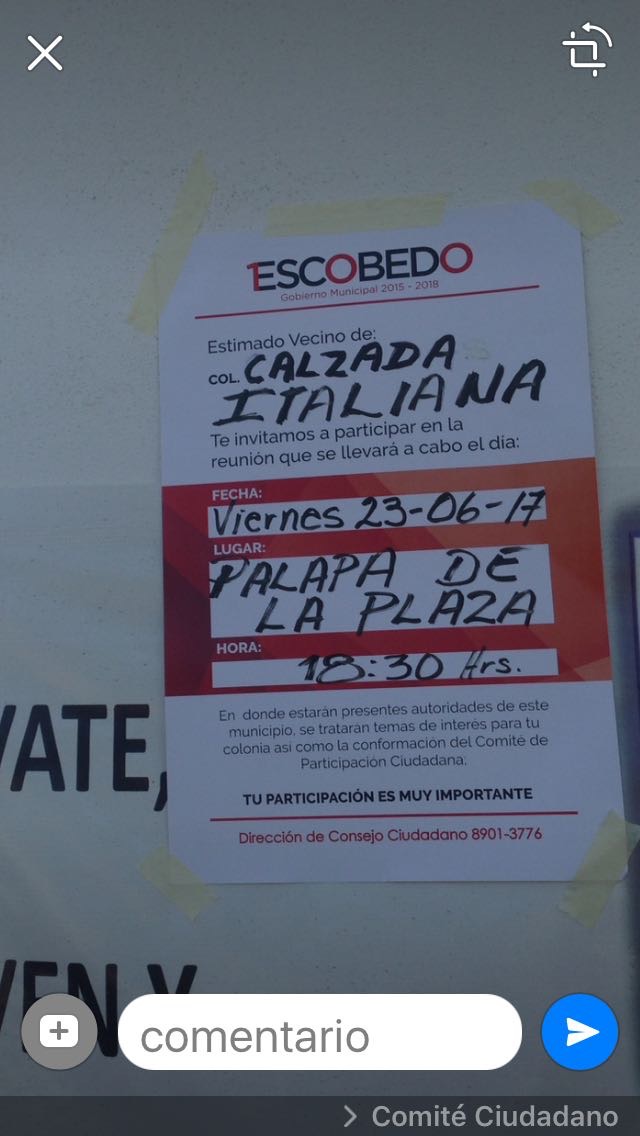 1ESCOBEDO
Gobierno Municipal 2015 - 2018
Estimado Vecino de:
COL. CALZADA
ITALIANA
Te invitamos a participar en la
reunión que se llevará a cabo el día:
FECHA:
Viernes 23-06-17
LUGAR:
PALAPA DE
LA PLAZA
HORA:
18:30 Hrs.
En donde estarán presentes autoridades de este
municipio, se tratarán temas de interés para tu
colonia así como la conformación del Comité de
Participación Ciudadana.
TU PARTICIPACIÓN ES MUY IMPORTANTE
Dirección de Consejo Ciudadano 8901-3776
VATE,
VEN Y
comentario
Comité Ciudadano